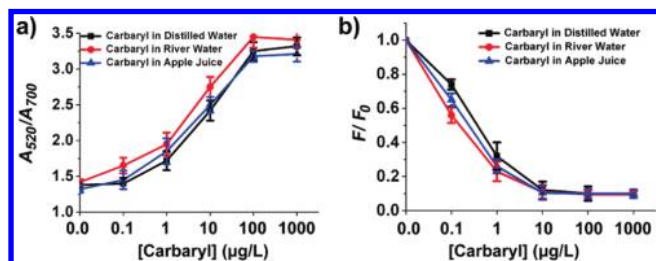 a)
3.5
3.0
2.5
2.0
1.5
1.0
A520/A700
Carbaryl in Distilled Water
Carbaryl in River Water
Carbaryl in Apple Juice
0.0 0.1 1 10 100 1000
[Carbaryl] (µg/L)
b)
1.0
0.8
0.6
0.4
0.2
0.0
F/F0
Carbaryl in Distilled Water
Carbaryl in River Water
Carbaryl in Apple Juice
0.0 0.1 1 10 100 1000
[Carbaryl] (µg/L)